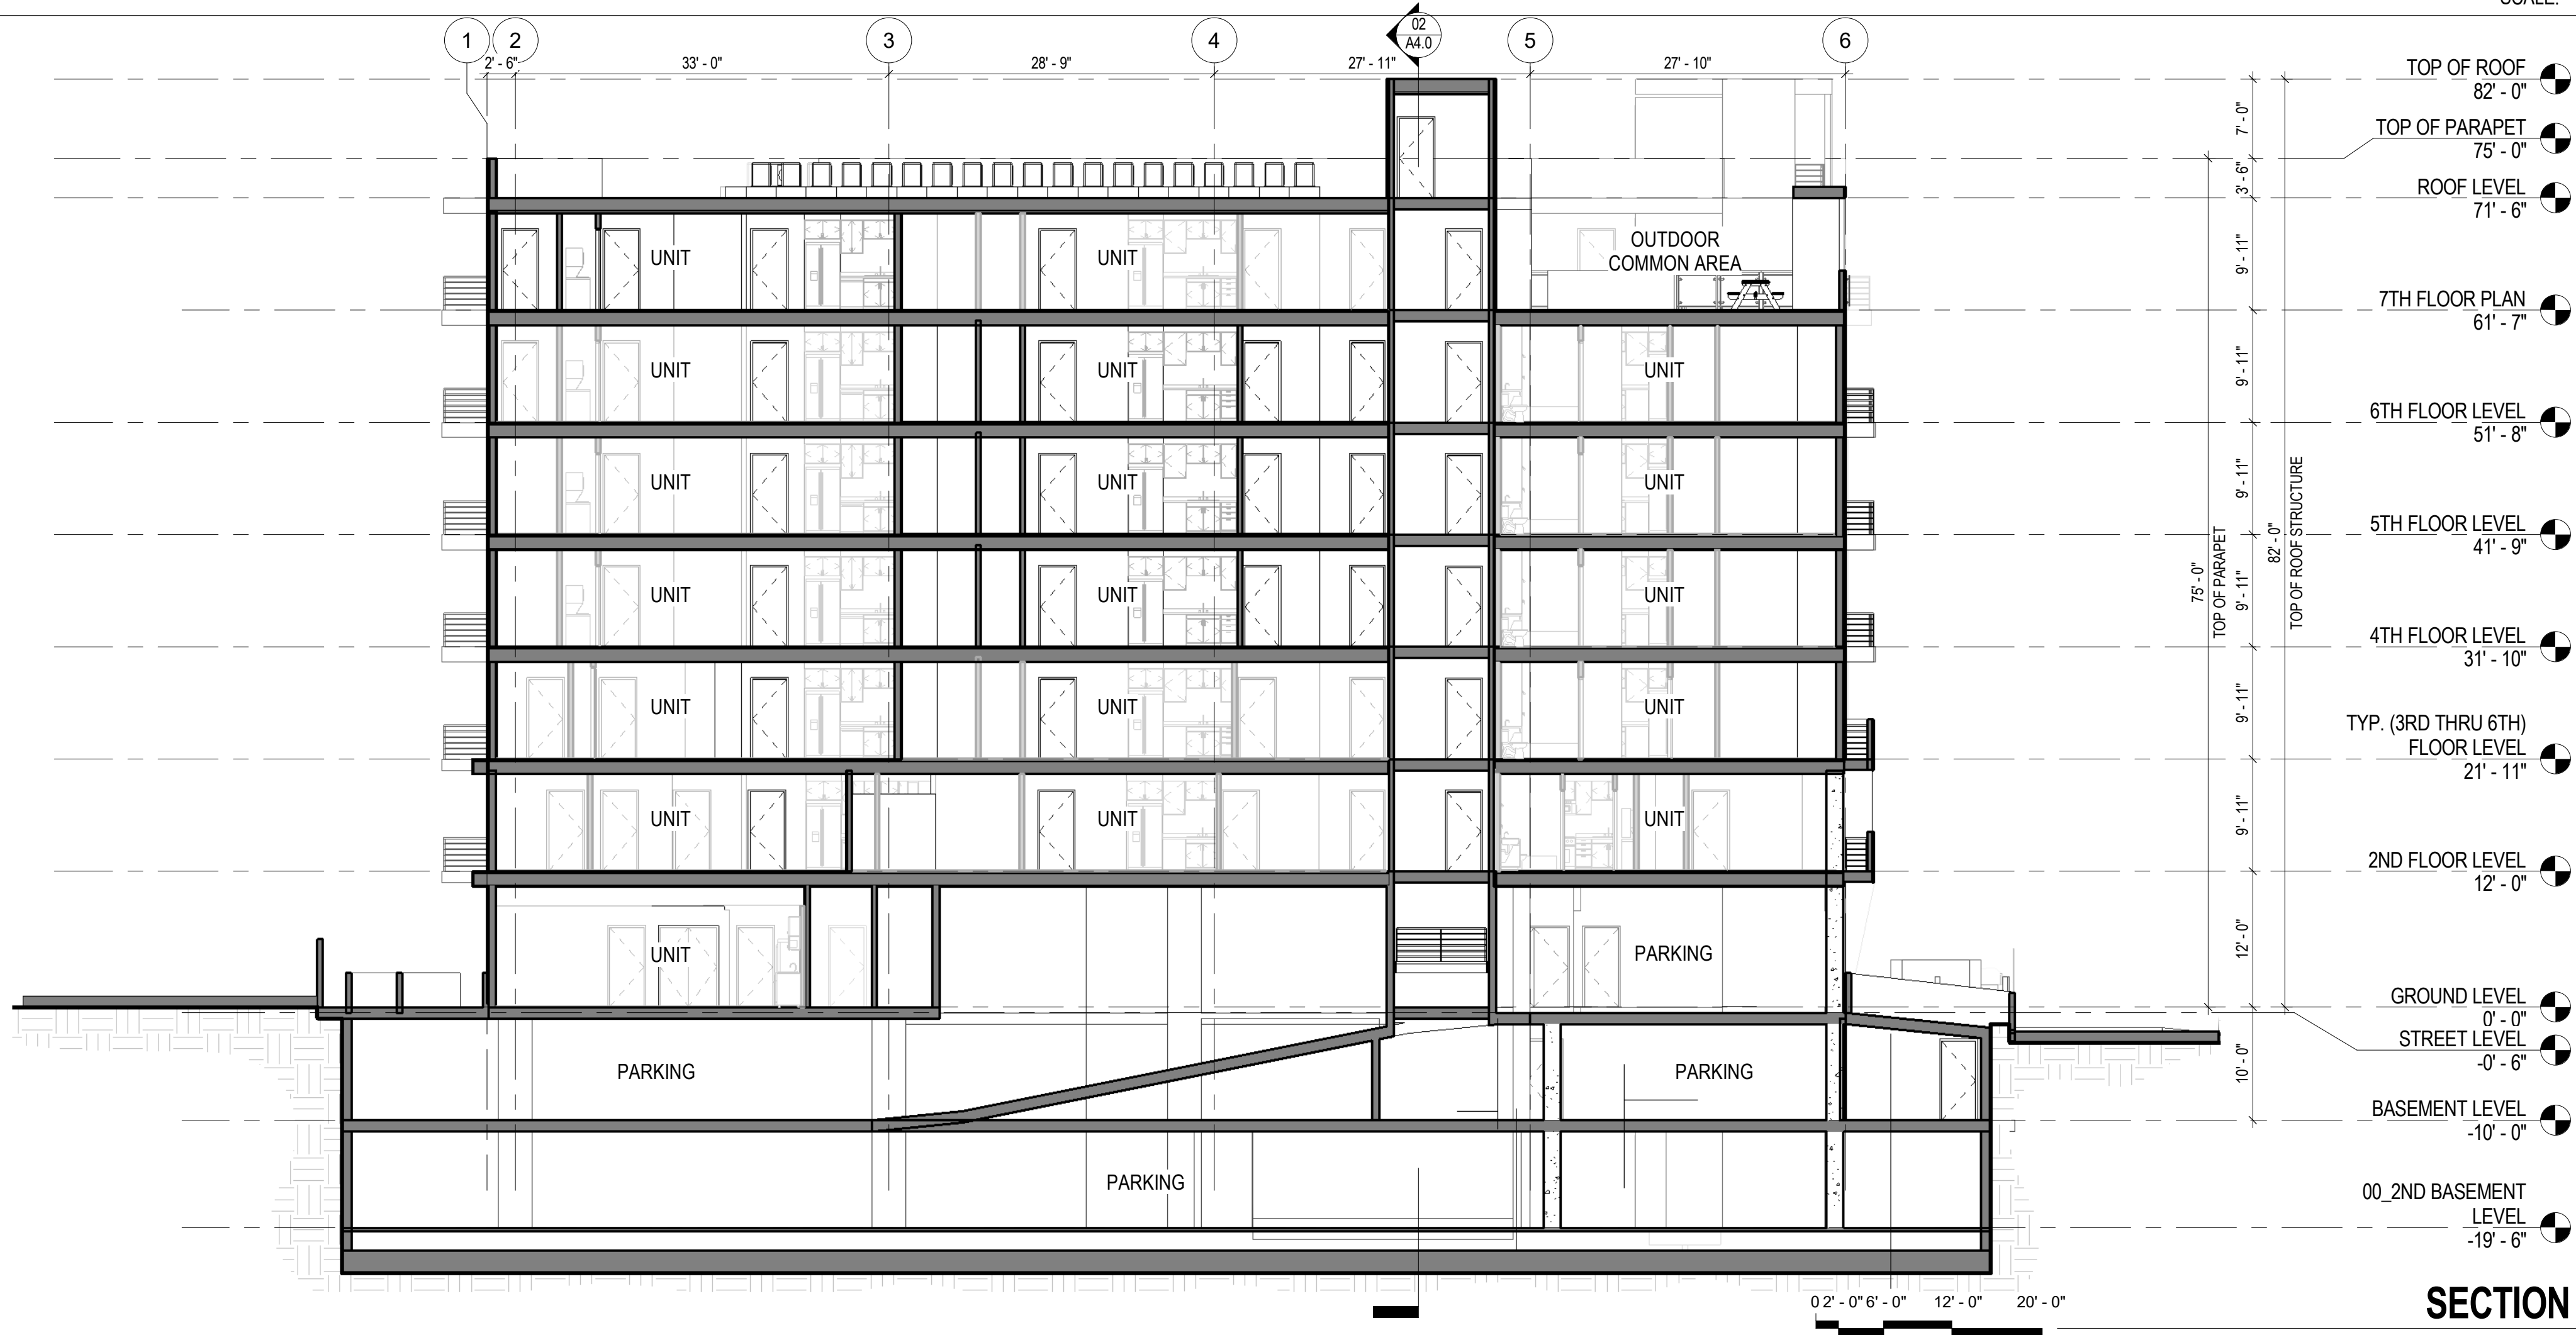 SCALE:
1
2
3
4
02
A4.0
5
6
2' - 6"
33' - 0"
28' - 9"
27' - 11"
27' - 10"
TOP OF ROOF
82' - 0"
7' - 0"
TOP OF PARAPET
75' - 0"
3' - 6"
ROOF LEVEL
71' - 6"
UNIT
UNIT
OUTDOOR
COMMON AREA
9' - 11"
7TH FLOOR PLAN
61' - 7"
UNIT
UNIT
UNIT
9' - 11"
6TH FLOOR LEVEL
51' - 8"
UNIT
UNIT
UNIT
9' - 11"
5TH FLOOR LEVEL
41' - 9"
75' - 0"
TOP OF PARAPET
82' - 0"
TOP OF ROOF STRUCTURE
UNIT
UNIT
UNIT
9' - 11"
4TH FLOOR LEVEL
31' - 10"
UNIT
UNIT
UNIT
9' - 11"
TYP. (3RD THRU 6TH)
FLOOR LEVEL
21' - 11"
UNIT
UNIT
UNIT
9' - 11"
2ND FLOOR LEVEL
12' - 0"
UNIT
PARKING
12' - 0"
GROUND LEVEL
0' - 0"
STREET LEVEL
-0' - 6"
PARKING
PARKING
10' - 0"
BASEMENT LEVEL
-10' - 0"
PARKING
00_2ND BASEMENT
LEVEL
-19' - 6"
0 2' - 0" 6' - 0" 12' - 0" 20' - 0"
SECTION